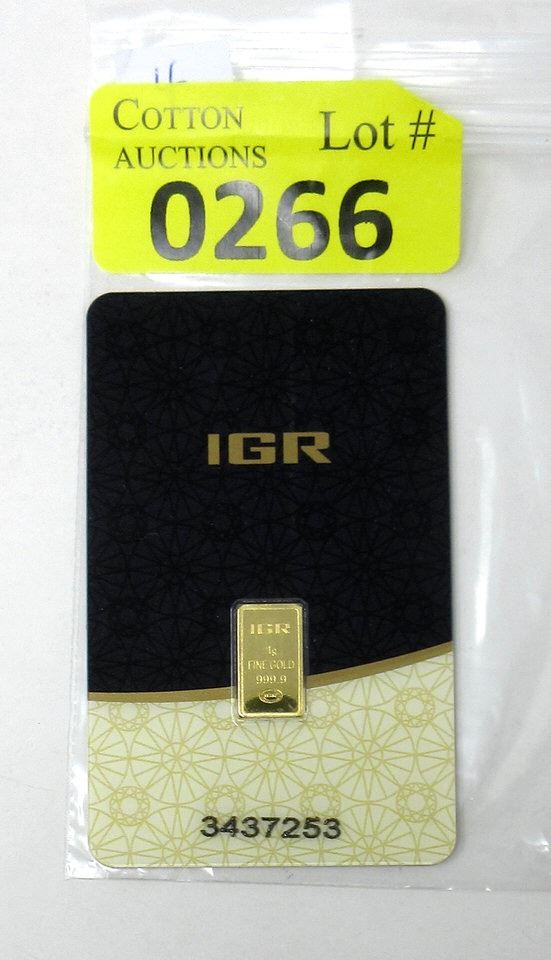 COTTON
AUCTIONS
Lot #
0266
IGR
IGR
1g
FINE GOLD
999.9
3437253